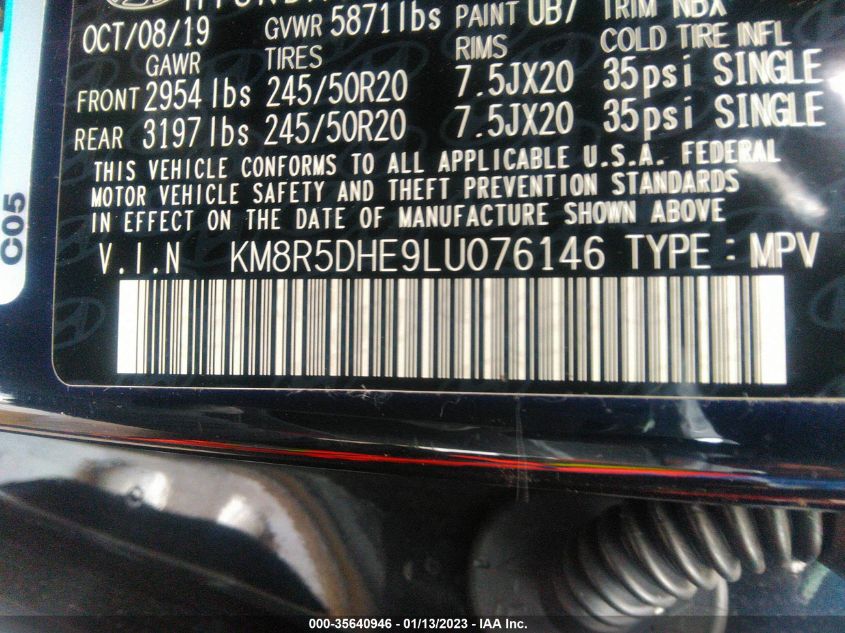 OCT/08/19 GVWR 5871lbs PAINT UB7 TRIM NBX
GAWR TIRES RIMS COLD TIRE INFL
FRONT 2954 lbs 245/50R20 7.5JX20 35psi SINGLE
REAR 3197 lbs 245/50R20 7.5JX20 35psi SINGLE
THIS VEHICLE CONFORMS TO ALL APPLICABLE U.S.A. FEDERAL
MOTOR VEHICLE SAFETY AND THEFT PREVENTION STANDARDS
IN EFFECT ON THE DATE OF MANUFACTURE SHOWN ABOVE
V.I.N KM8R5DHE9LU076146 TYPE : MPV
C05
000-35640946 - 01/13/2023 - IAA Inc.